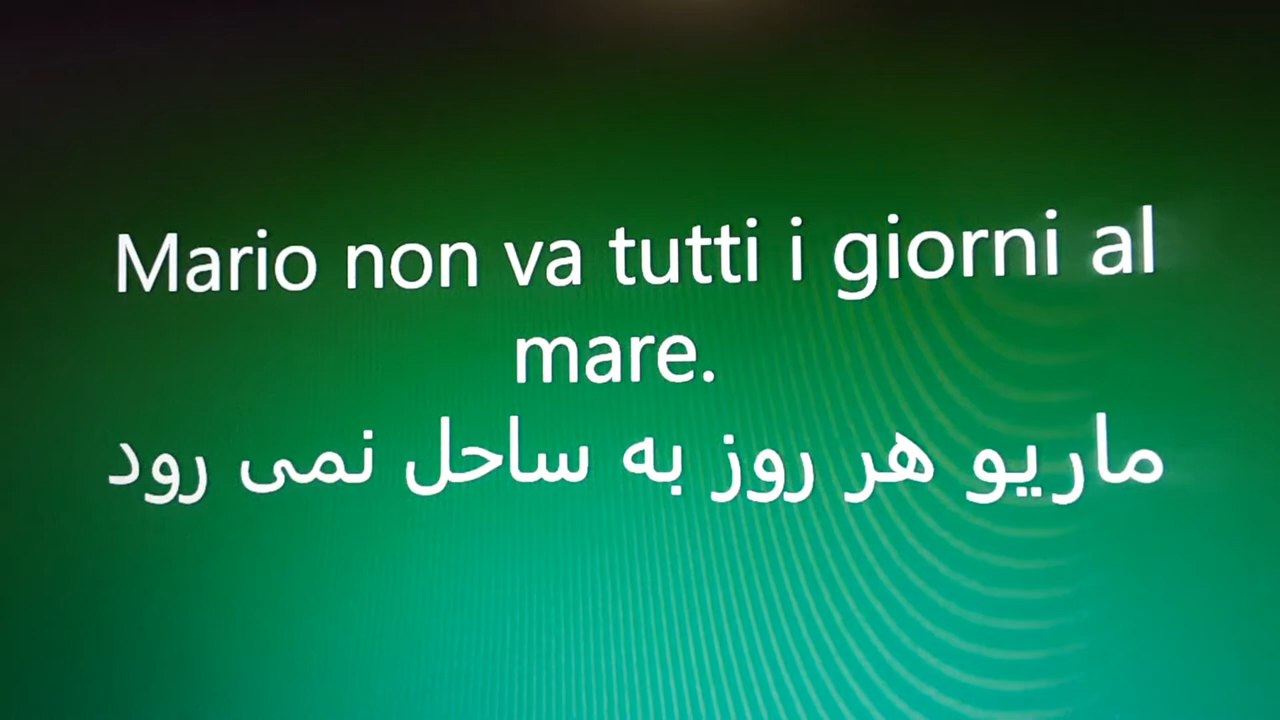 Mario non va tutti i giorni al
mare.
ماریو هر روز به ساحل نمی رود